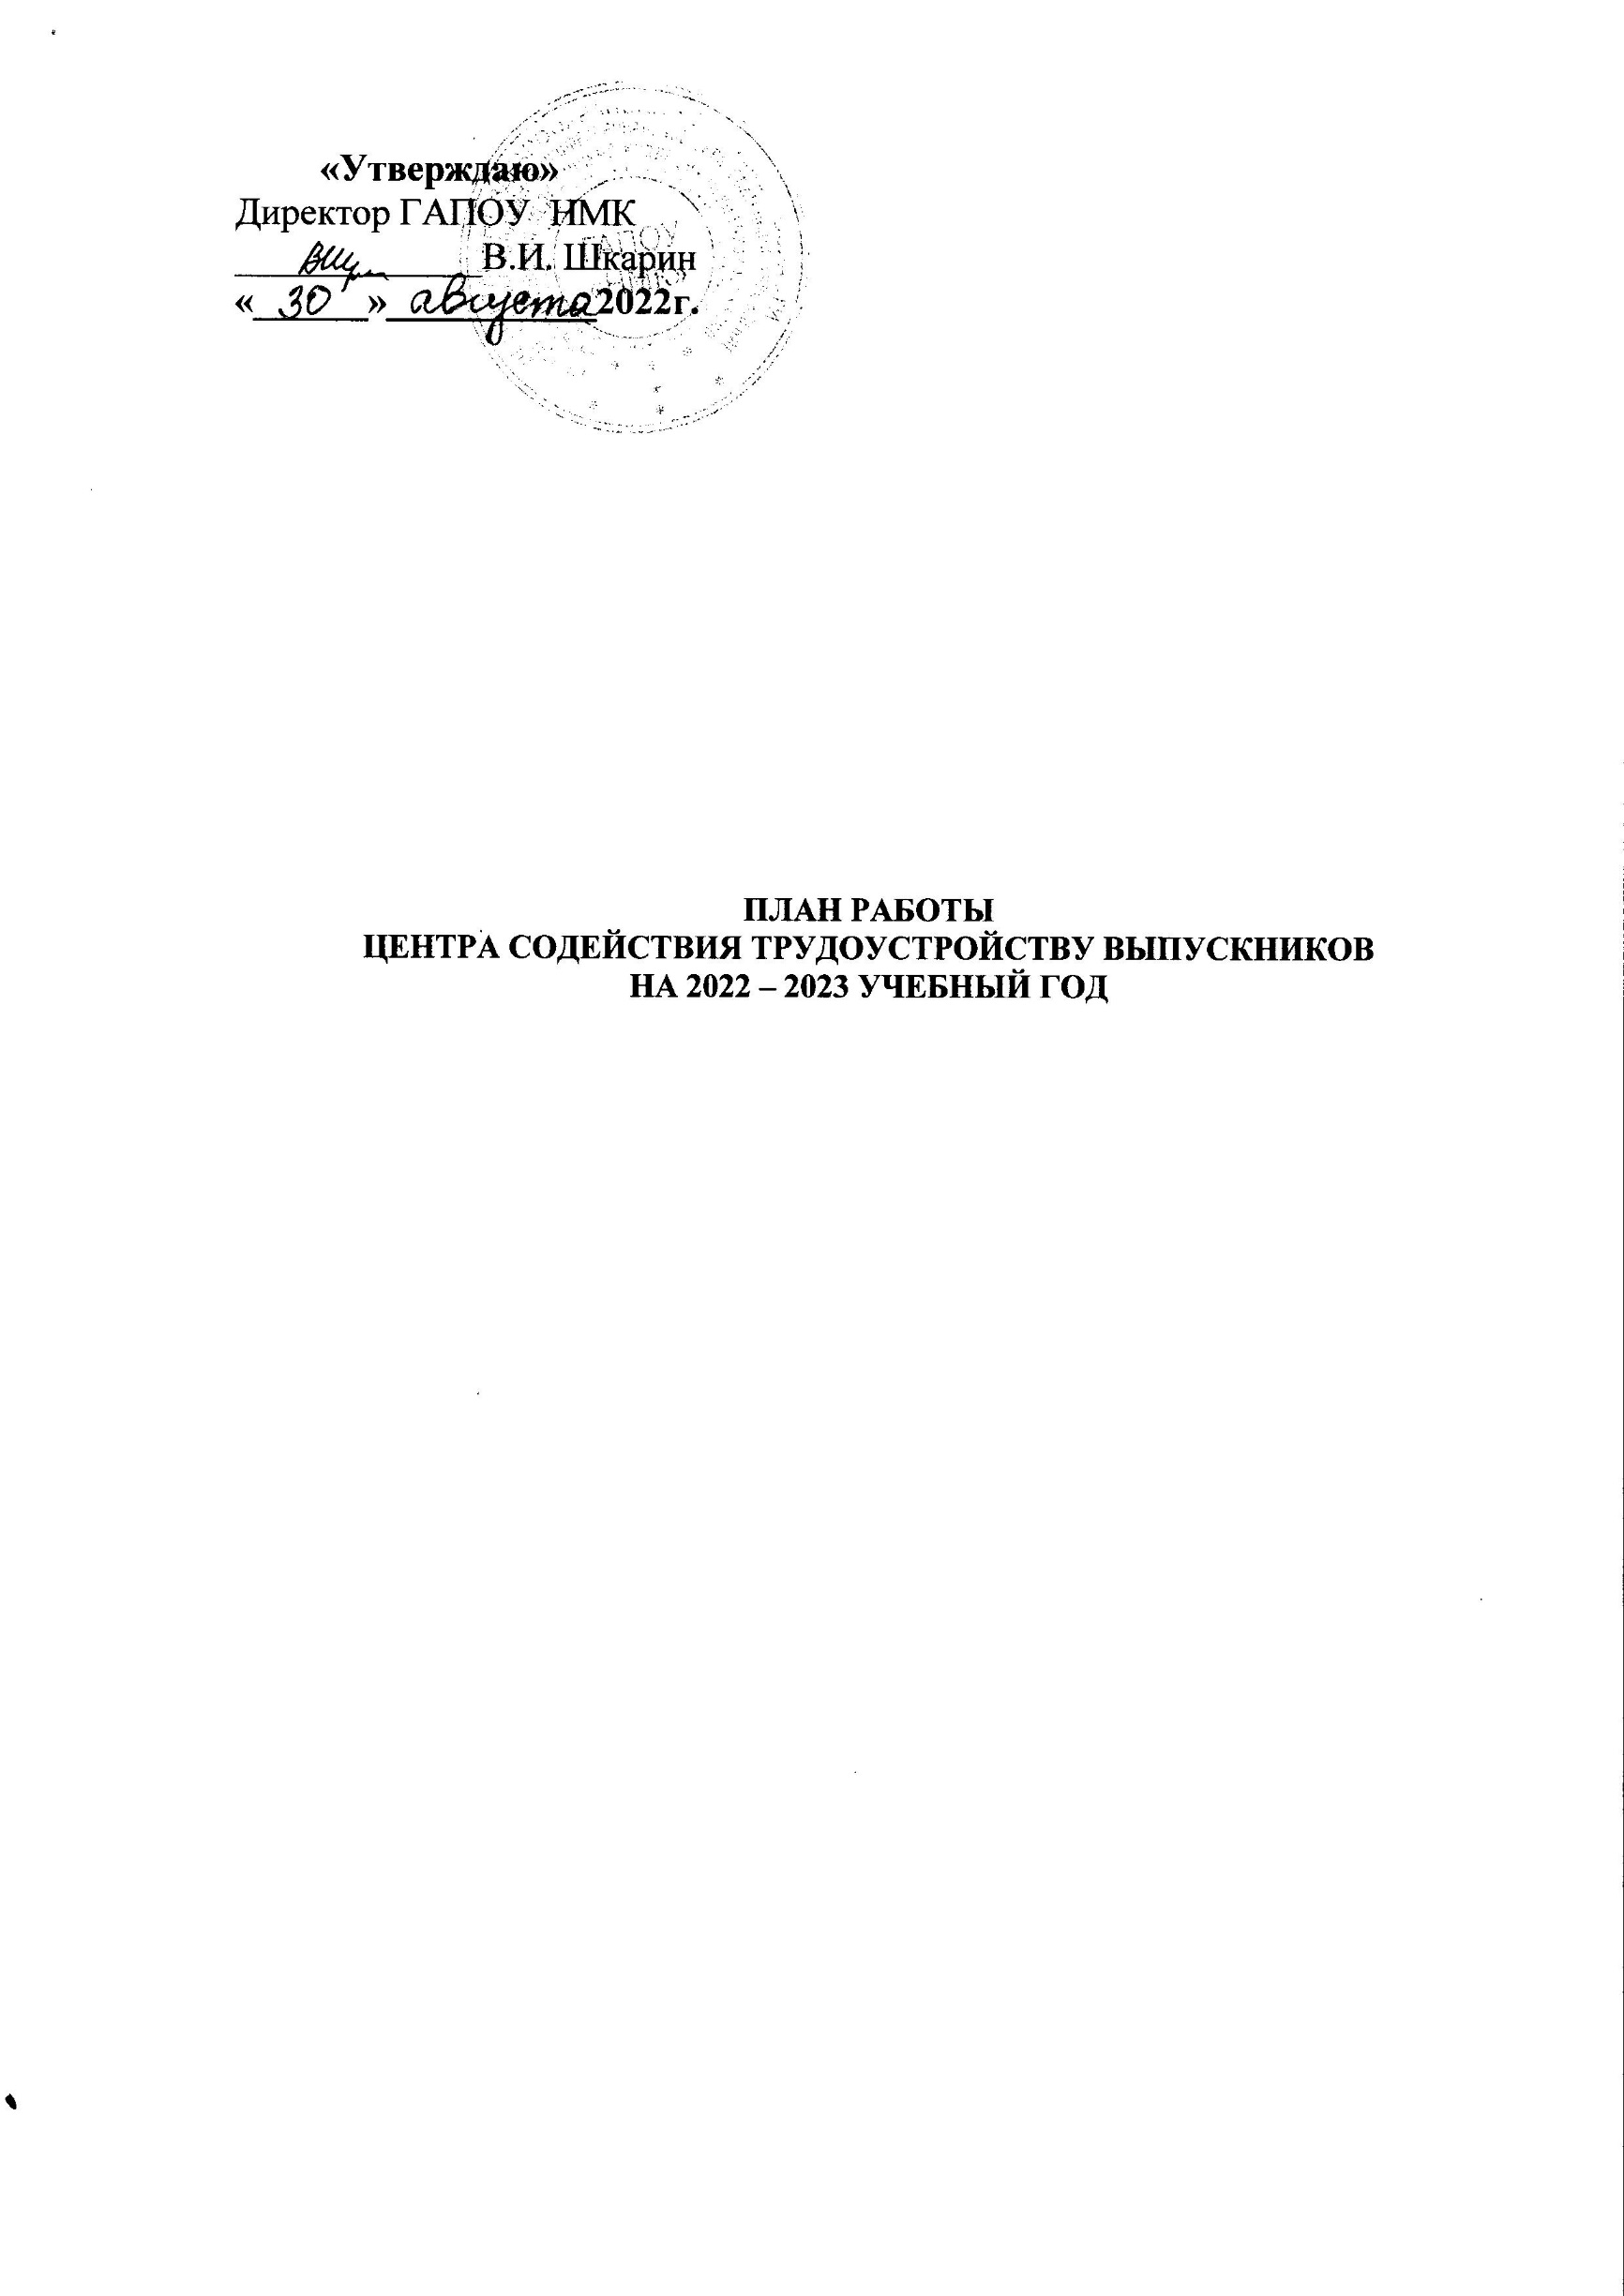 «Утверждаю»
Директор ГАПОУ НМК
В.И. Шкарин
« 30 » августа 2022г.
ГАПОУ
ПЛАН РАБОТЫ
ЦЕНТРА СОДЕЙСТВИЯ ТРУДОУСТРОЙСТВУ ВЫПУСКНИКОВ
НА 2022 – 2023 УЧЕБНЫЙ ГОД